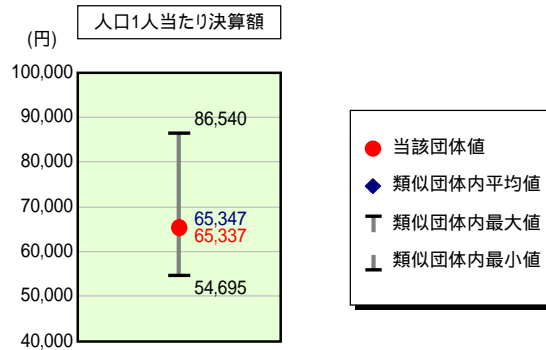 人口1人当たり決算額
(円)
100,000
90,000
86,540
80,000
70,000
65,347
65,337
60,000
54,695
50,000
40,000
当該団体値
類似団体内平均値
類似団体内最大値
類似団体内最小値